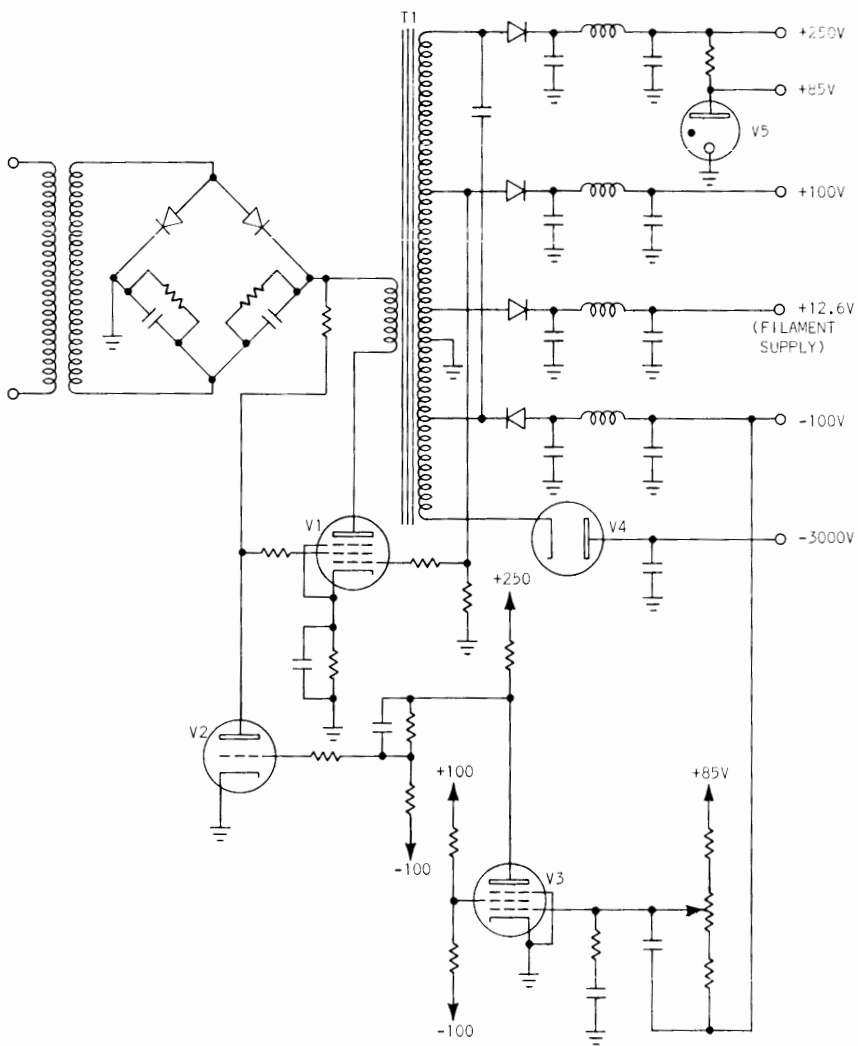 T1
+250V
+85V
V5
+100V
+12.6V
(FILAMENT
SUPPLY)
-100V
V1
V4
-3000V
+250
V2
+100
+85V
-100
V3
-100